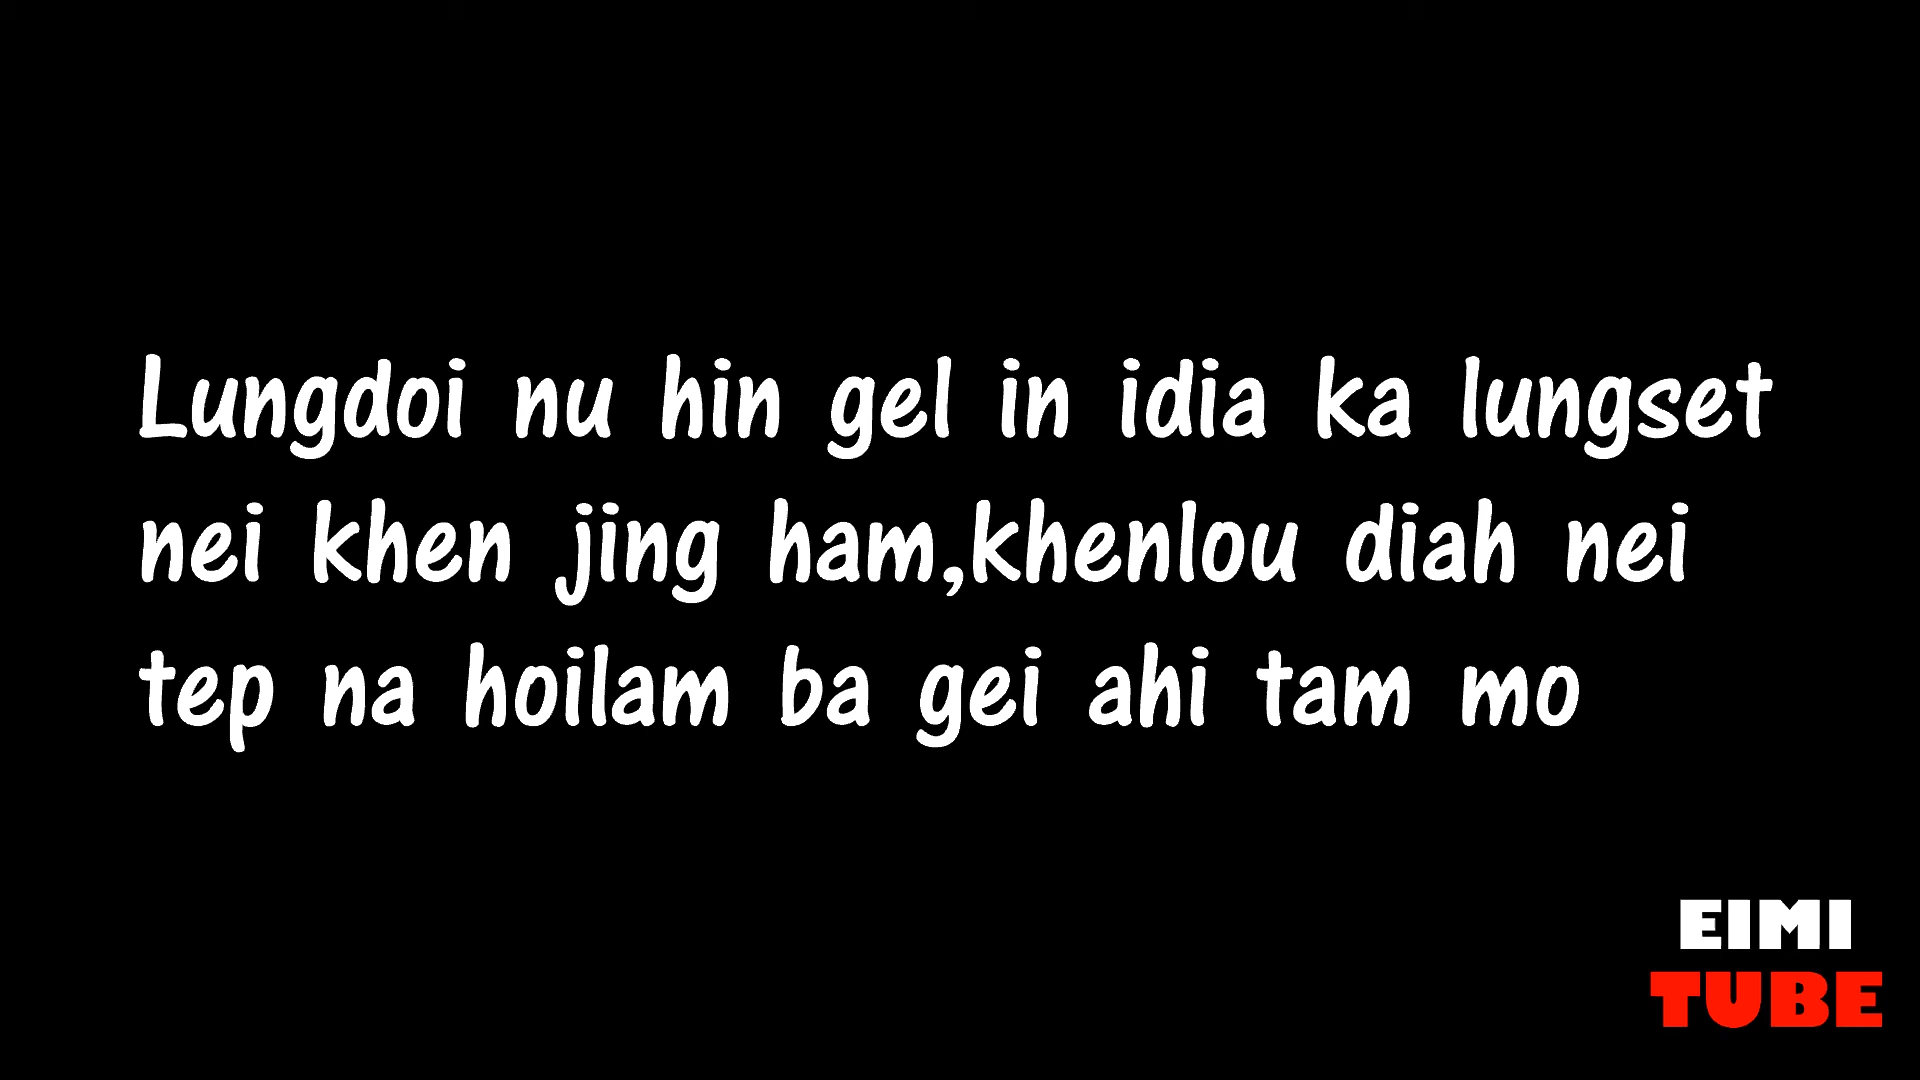 Lungdoi nu hin gel in idia ka lungset
nei khen jing ham,khenlou diah nei
tep na hoilam ba gei ahi tam mo
EIMI
TUBE